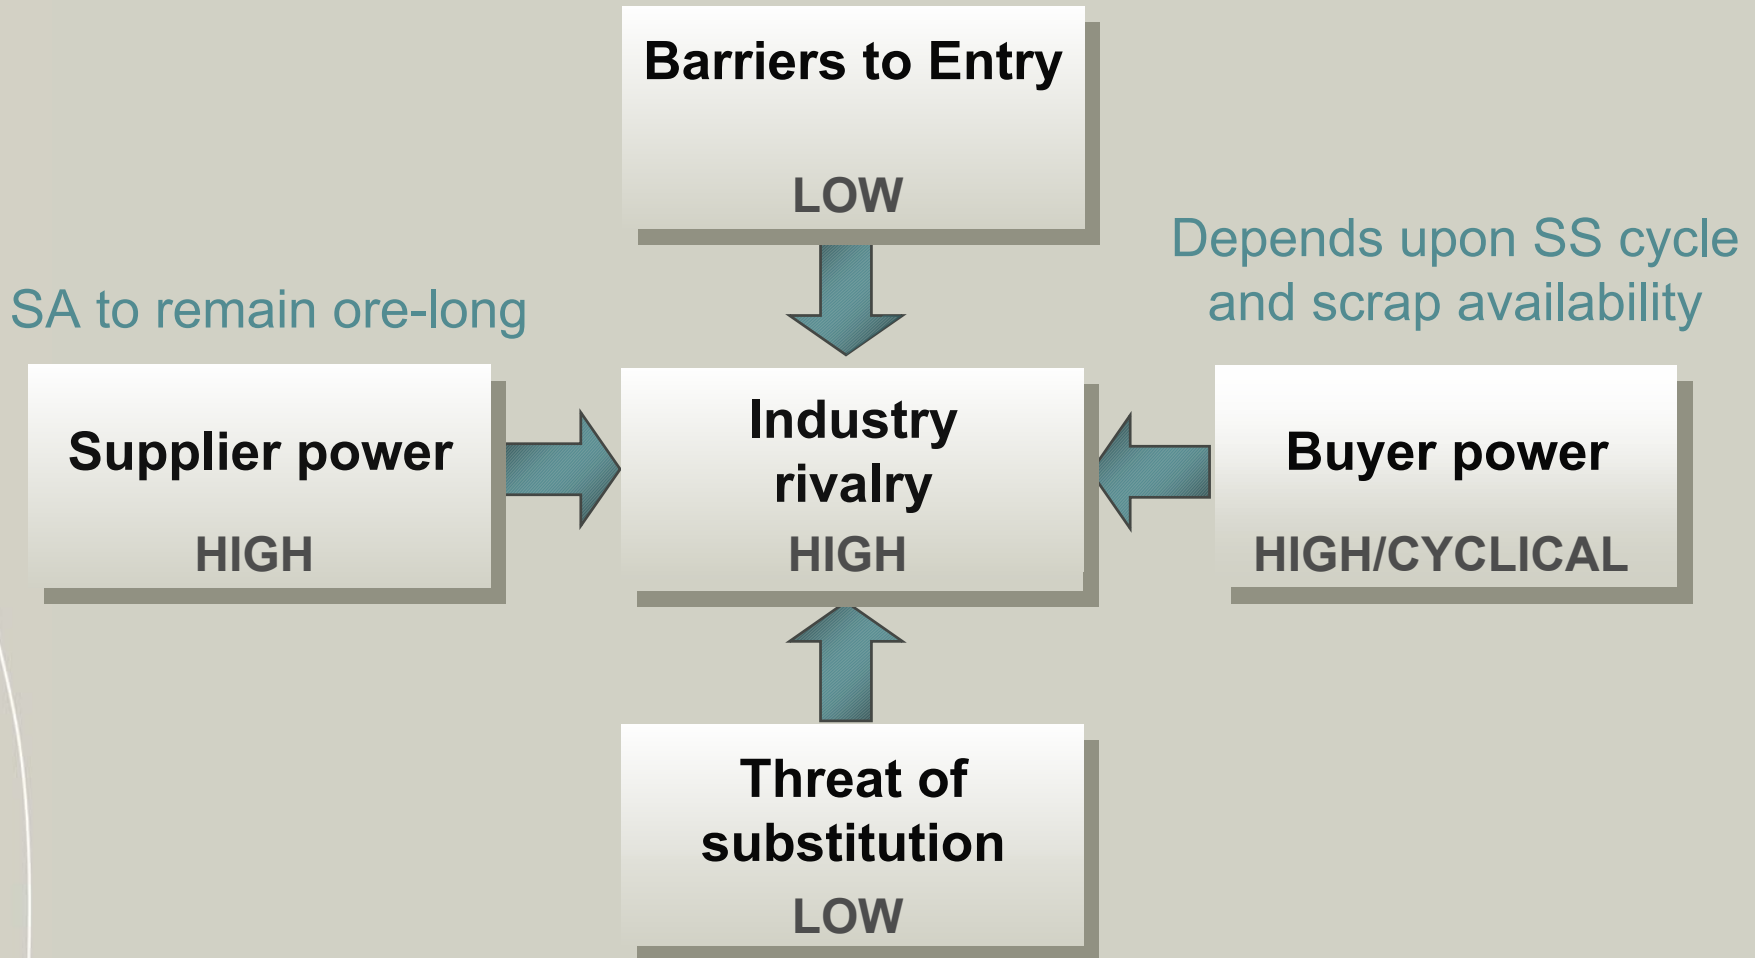 Barriers to Entry
LOW
Depends upon SS cycle
and scrap availability
SA to remain ore-long
Supplier power
HIGH
Industry
rivalry
HIGH
Buyer power
HIGH/CYCLICAL
Threat of
substitution
LOW